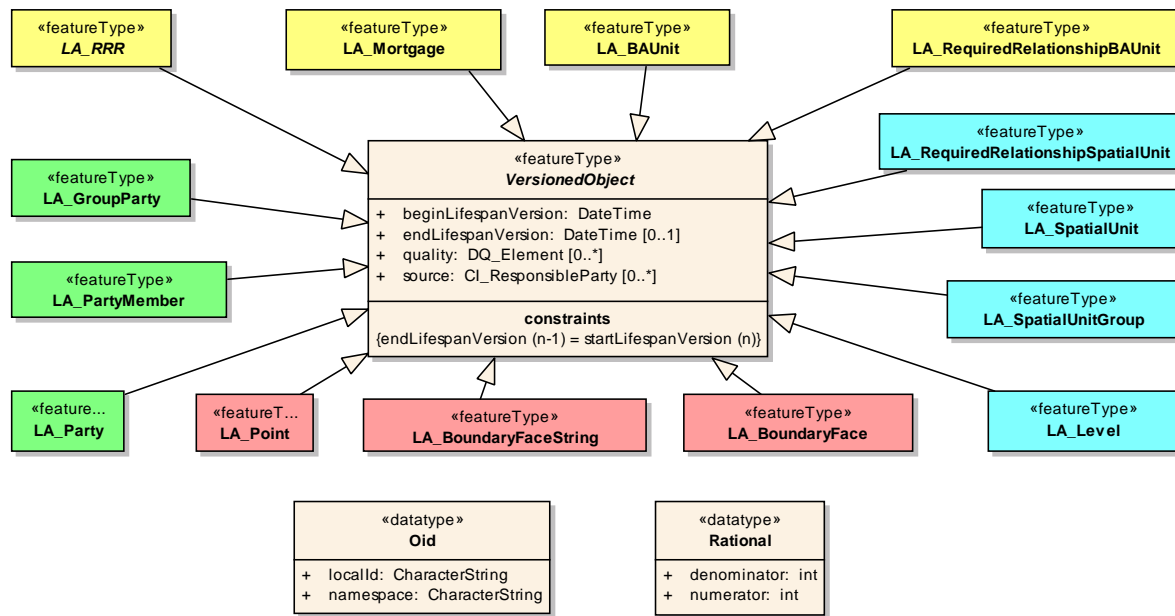 «featureType»
LA_RRR
«featureType»
LA_Mortgage
«featureType»
LA_BAUnit
«featureType»
LA_RequiredRelationshipBAUnit
«featureType»
LA_GroupParty
«featureType»
LA_PartyMember
«feature...
LA_Party
«featureType»
VersionedObject
+ beginLifespanVersion: DateTime
+ endLifespanVersion: DateTime [0..1]
+ quality: DQ_Element [0..*]
+ source: CI_ResponsibleParty [0..*]
constraints
{endLifespanVersion (n-1) = startLifespanVersion (n)}
«featureType»
LA_RequiredRelationshipSpatialUnit
«featureType»
LA_SpatialUnit
«featureType»
LA_SpatialUnitGroup
«featureType»
LA_Level
«featureT...
LA_Point
«featureType»
LA_BoundaryFaceString
«featureType»
LA_BoundaryFace
«datatype»
Oid
+ localId: CharacterString
+ namespace: CharacterString
«datatype»
Rational
+ denominator: int
+ numerator: int